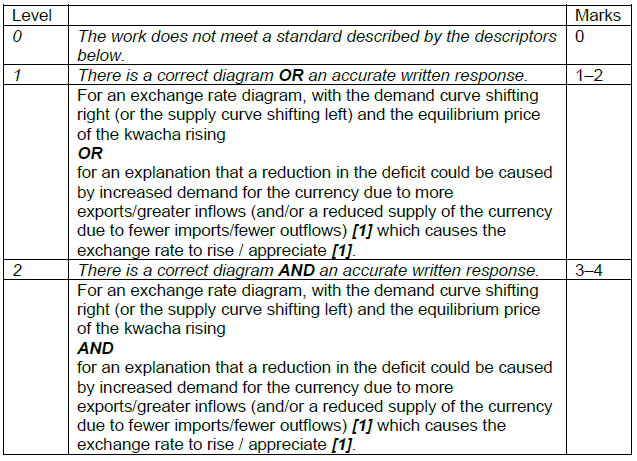 Level Marks
0 The work does not meet a standard described by the descriptors 0
below.
1 There is a correct diagram OR an accurate written response. 1–2
For an exchange rate diagram, with the demand curve shifting
right (or the supply curve shifting left) and the equilibrium price
of the kwacha rising
OR
for an explanation that a reduction in the deficit could be caused
by increased demand for the currency due to more
exports/greater inflows (and/or a reduced supply of the currency
due to fewer imports/fewer outflows) [1] which causes the
exchange rate to rise / appreciate [1].
2 There is a correct diagram AND an accurate written response. 3–4
For an exchange rate diagram, with the demand curve shifting
right (or the supply curve shifting left) and the equilibrium price
of the kwacha rising
AND
for an explanation that a reduction in the deficit could be caused
by increased demand for the currency due to more
exports/greater inflows (and/or a reduced supply of the currency
due to fewer imports/fewer outflows) [1] which causes the
exchange rate to rise / appreciate [1].